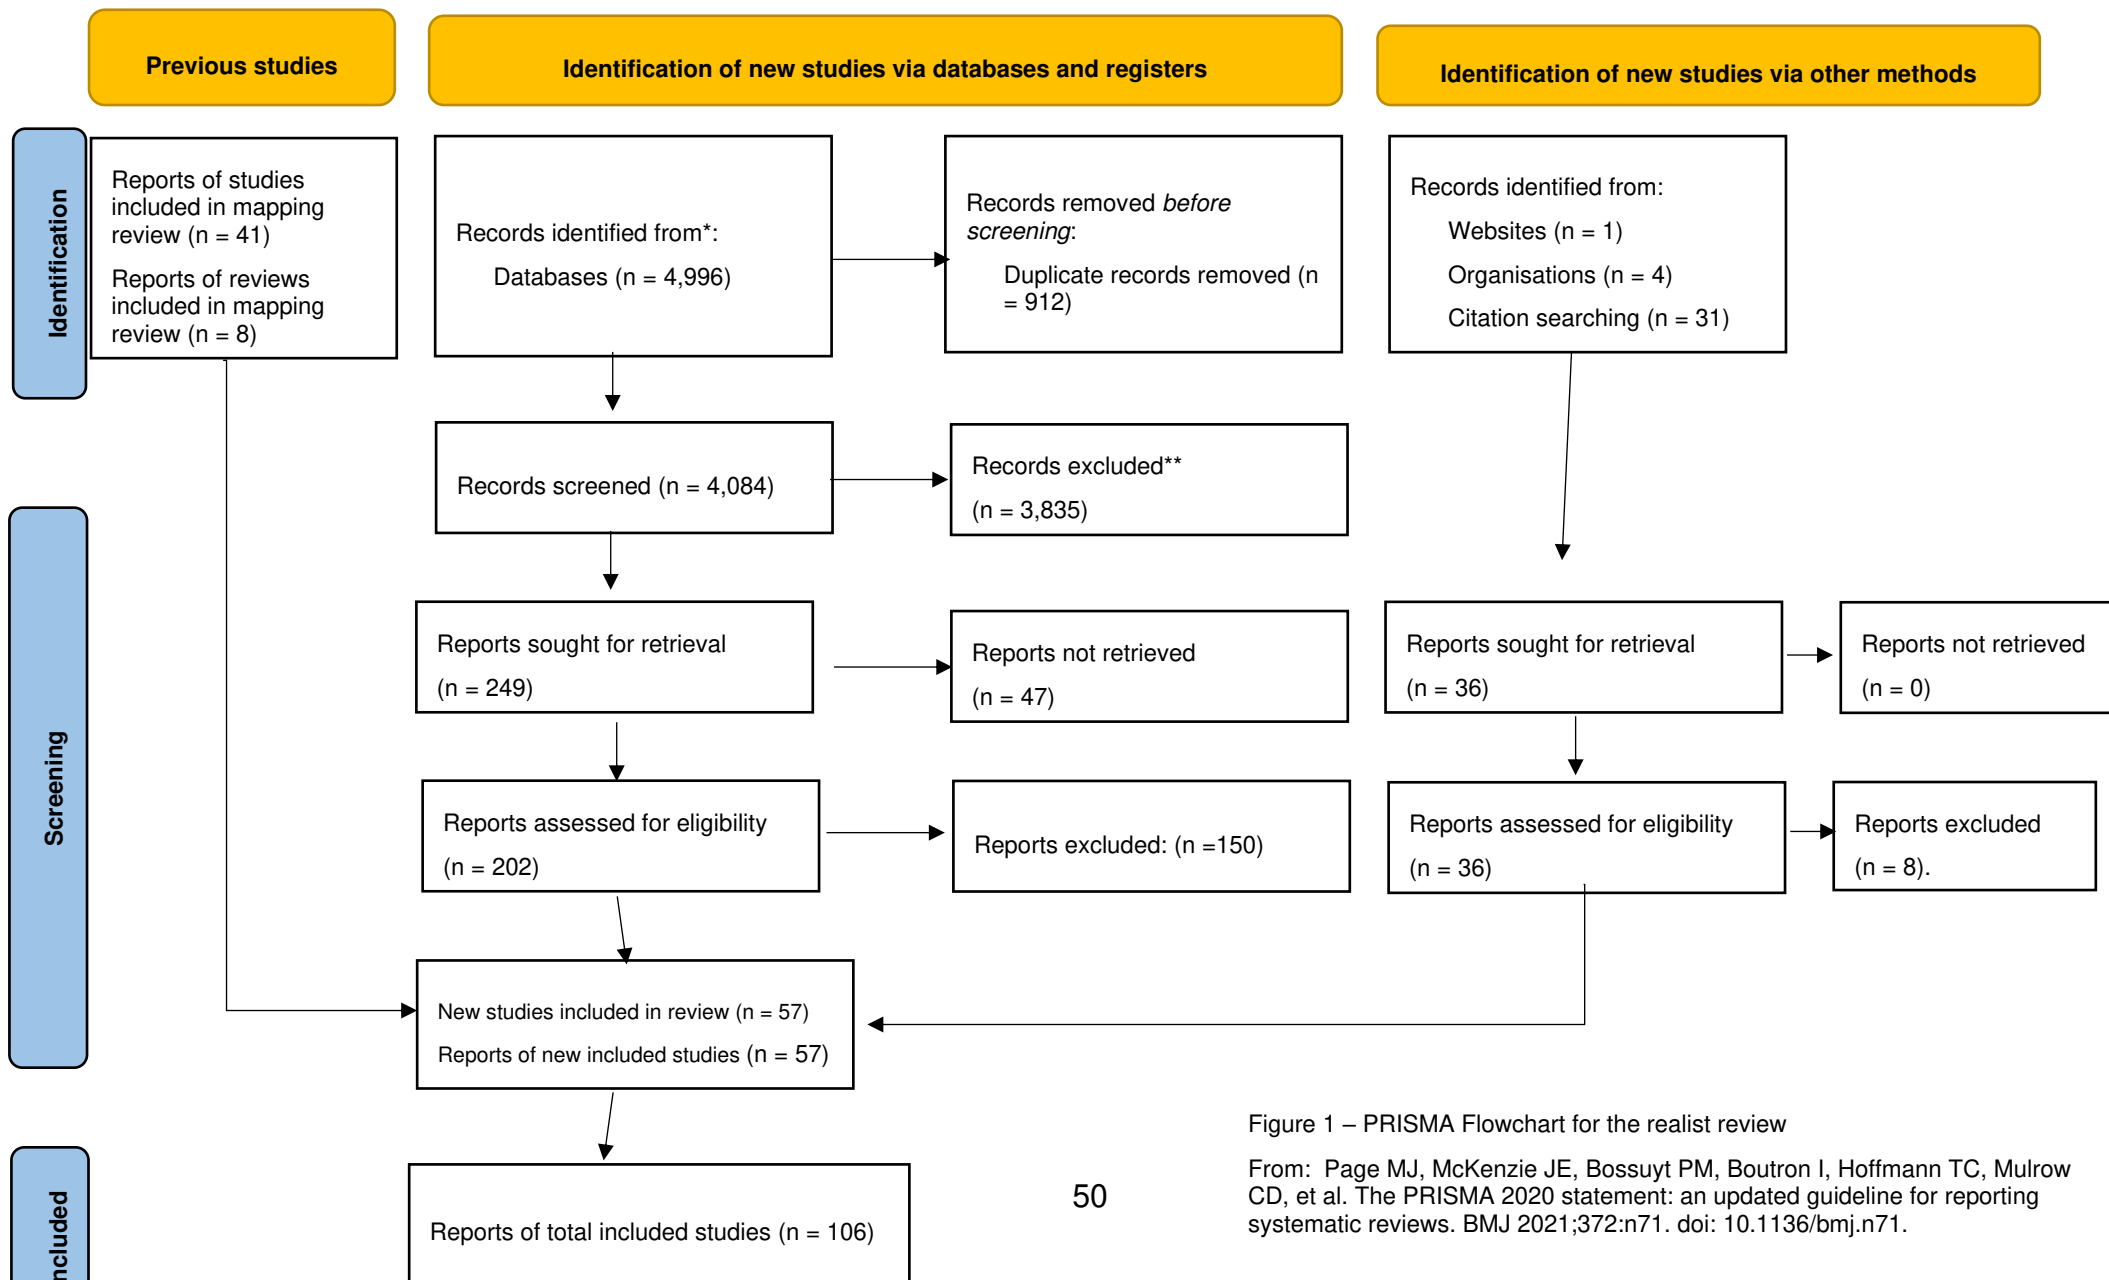 Previous studies
Identification of new studies via databases and registers
Identification of new studies via other methods
Identification
Reports of studies
included in mapping
review (n = 41)
Reports of reviews
included in mapping
review (n = 8)
Records identified from*:
Databases (n = 4,996)
Records removed before
screening:
Duplicate records removed (n
= 912)
Records identified from:
Websites (n = 1)
Organisations (n = 4)
Citation searching (n = 31)
Screening
Records screened (n = 4,084)
Records excluded**
(n = 3,835)
Reports sought for retrieval
(n = 249)
Reports not retrieved
(n = 47)
Reports sought for retrieval
(n = 36)
Reports not retrieved
(n = 0)
Reports assessed for eligibility
(n = 202)
Reports excluded: (n =150)
Reports assessed for eligibility
(n = 36)
Reports excluded
(n = 8).
New studies included in review (n = 57)
Reports of new included studies (n = 57)
ncluded
Reports of total included studies (n = 106)
50
Figure 1 – PRISMA Flowchart for the realist review
From: Page MJ, McKenzie JE, Bossuyt PM, Boutron I, Hoffmann TC, Mulrow
CD, et al. The PRISMA 2020 statement: an updated guideline for reporting
systematic reviews. BMJ 2021;372:n71. doi: 10.1136/bmj.n71.